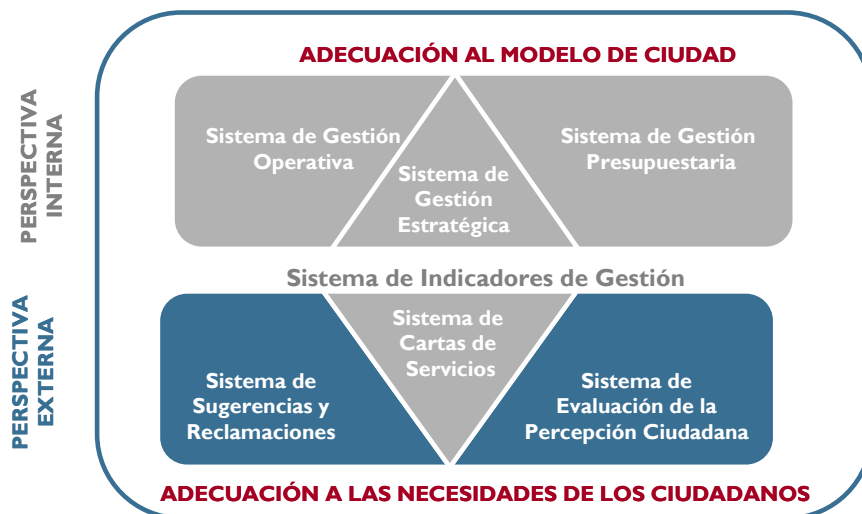 ADECUACIÓN AL MODELO DE CIUDAD
PERSPECTIVA
INTERNA
Sistema de Gestión
Operativa
Sistema de
Gestión
Estratégica
Sistema de Gestión
Presupuestaria
Sistema de Indicadores de Gestión
PERSPECTIVA
EXTERNA
Sistema de
Sugerencias y
Reclamaciones
Sistema de
Cartas de
Servicios
Sistema de
Evaluación de la
Percepción Ciudadana
ADECUACIÓN A LAS NECESIDADES DE LOS CIUDADANOS